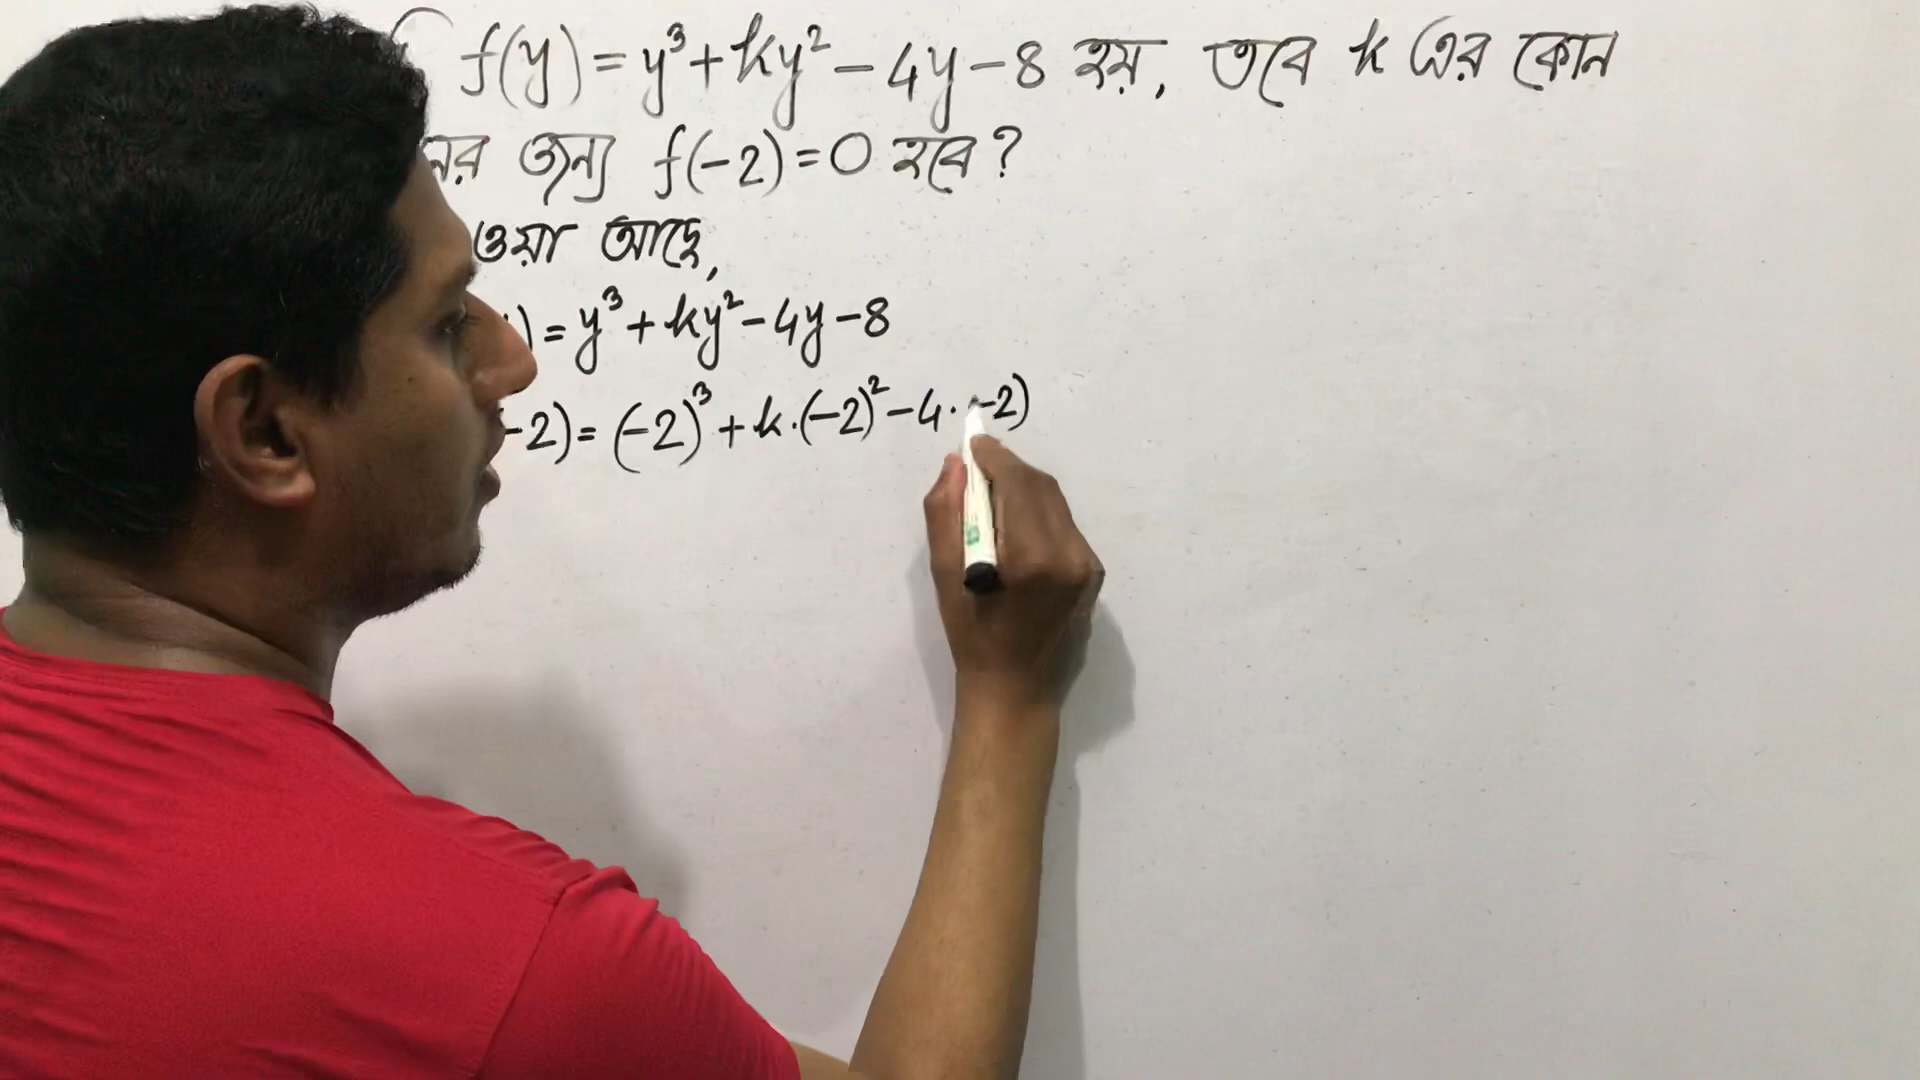 f(y) = y³ + ky² - 4y - 8 হয়, তবে k এর কোন
জন্য f(-2) = 0 হবে?
আছে,
) = y³ + ky² - 4y - 8
-2) = (-2)³ + k·(-2)² - 4·(-2)